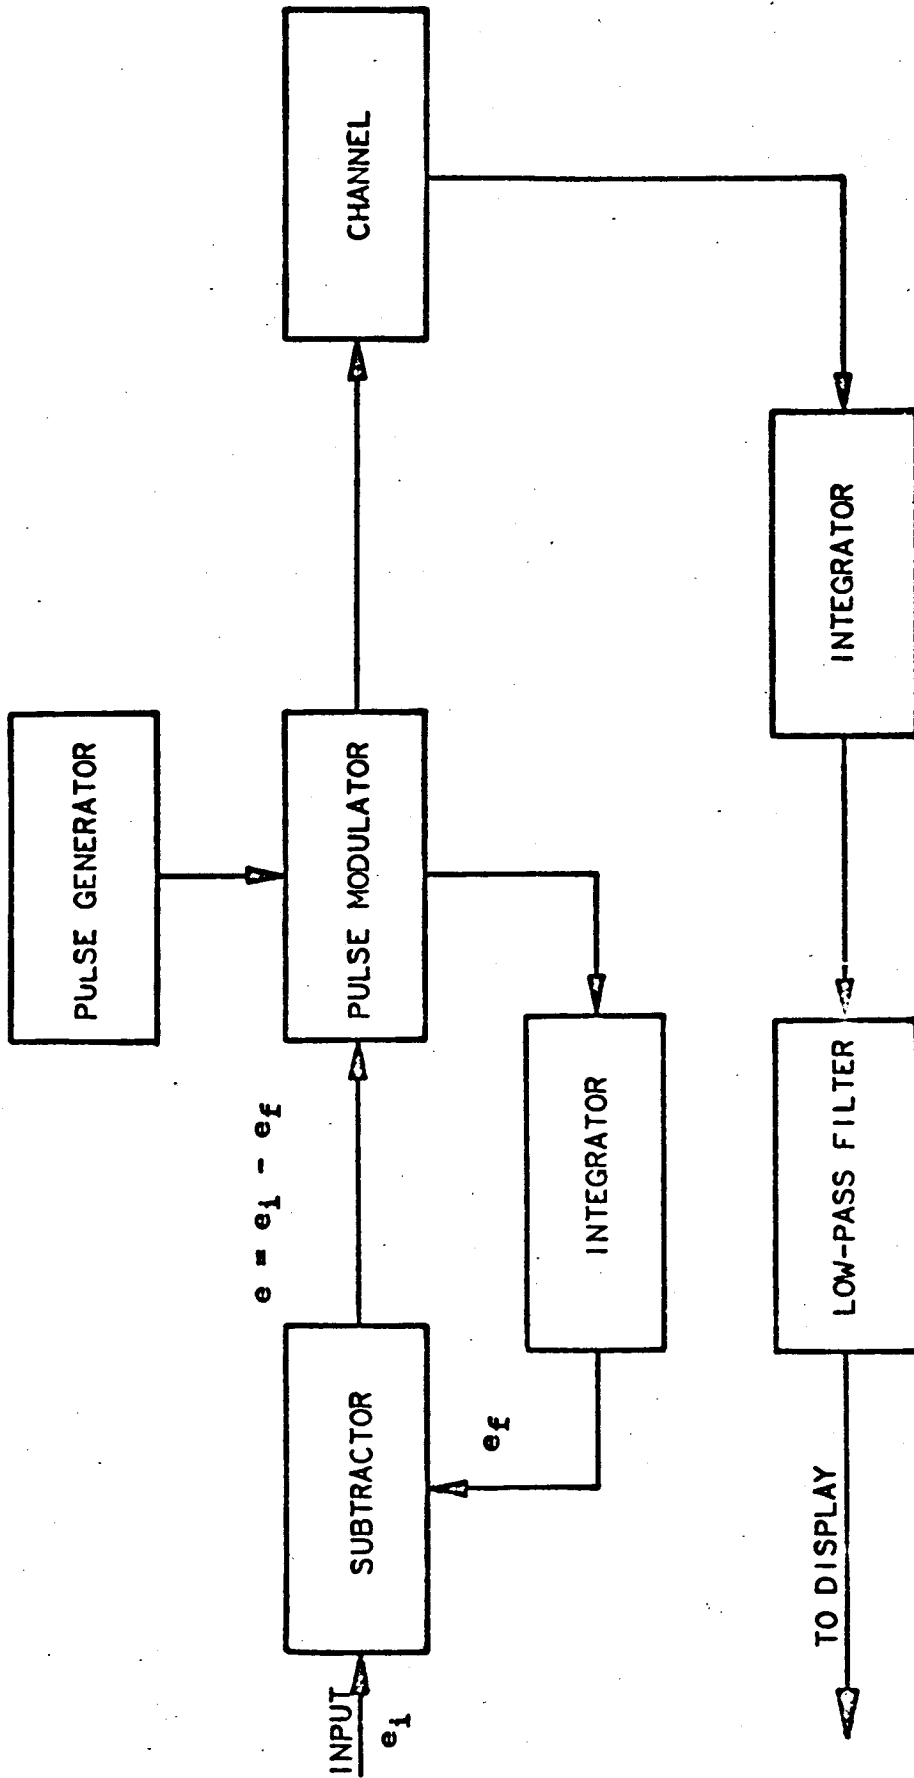 PULSE GENERATOR
INPUT
e_i
SUBTRACTOR
e = e_i - e_f
PULSE MODULATOR
CHANNEL
e_f
INTEGRATOR
TO DISPLAY
LOW-PASS FILTER
INTEGRATOR